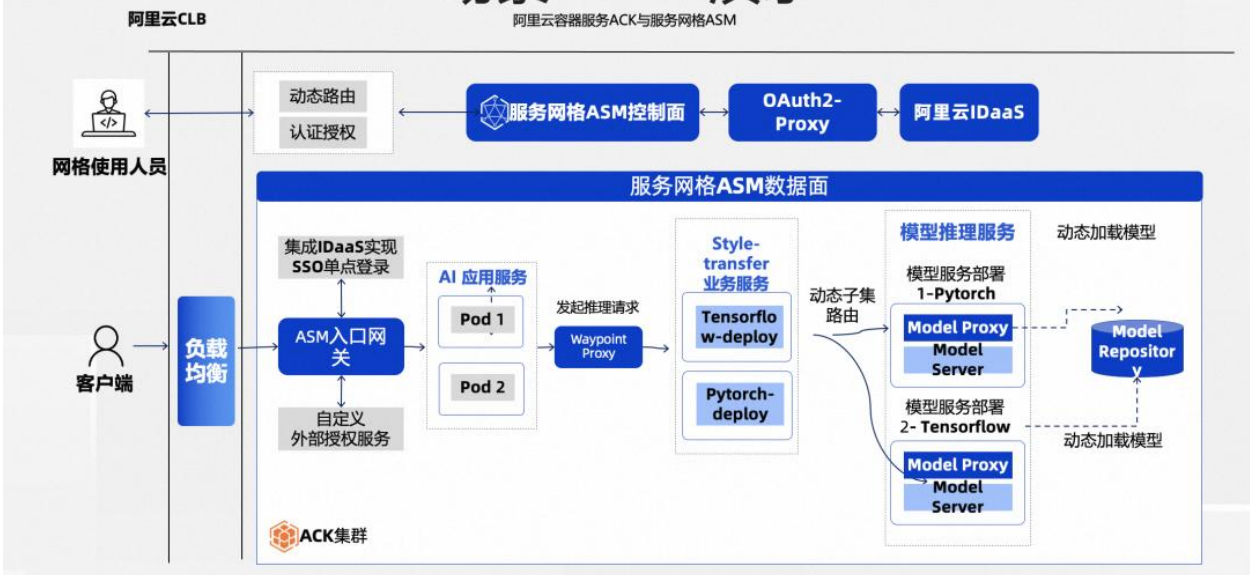 阿里云CLB
阿里云容器服务ACK与服务网格ASM
动态路由
认证授权
服务网格ASM控制面
OAuth2-
Proxy
阿里云IDaaS
网格使用人员
服务网格ASM数据面
集成IDaaS实现
SSO单点登录
AI 应用服务
Pod 1
Pod 2
发起推理请求
Waypoint
Proxy
Style-
transfer
业务服务
Tensorflo
w-deploy
Pytorch-
deploy
动态子集
路由
模型推理服务
模型服务部署
1-Pytorch
Model Proxy
Model
Server
模型服务部署
2- Tensorflow
Model Proxy
Model
Server
动态加载模型
Model
Repositor
y
动态加载模型
客户端
负载
均衡
ASM入口网
关
自定义
外部授权服务
ACK集群